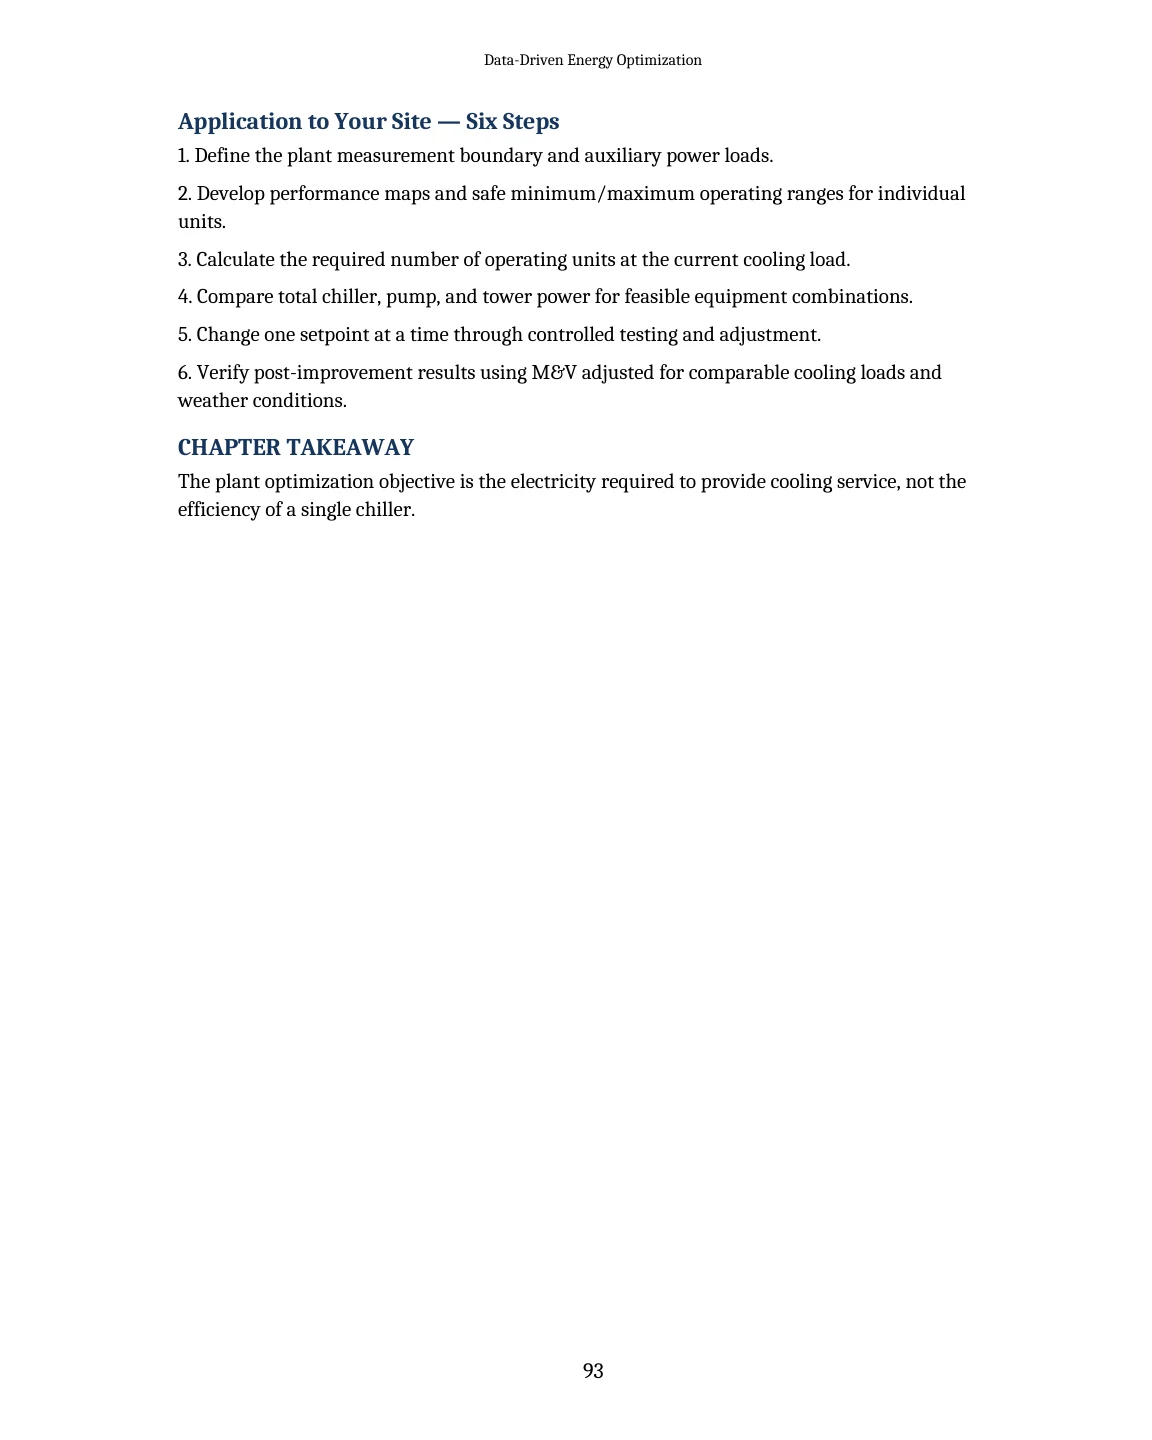 Data-Driven Energy Optimization
Application to Your Site — Six Steps
1. Define the plant measurement boundary and auxiliary power loads.
2. Develop performance maps and safe minimum/maximum operating ranges for individual
units.
3. Calculate the required number of operating units at the current cooling load.
4. Compare total chiller, pump, and tower power for feasible equipment combinations.
5. Change one setpoint at a time through controlled testing and adjustment.
6. Verify post-improvement results using M&V adjusted for comparable cooling loads and
weather conditions.
CHAPTER TAKEAWAY
The plant optimization objective is the electricity required to provide cooling service, not the
efficiency of a single chiller.
93